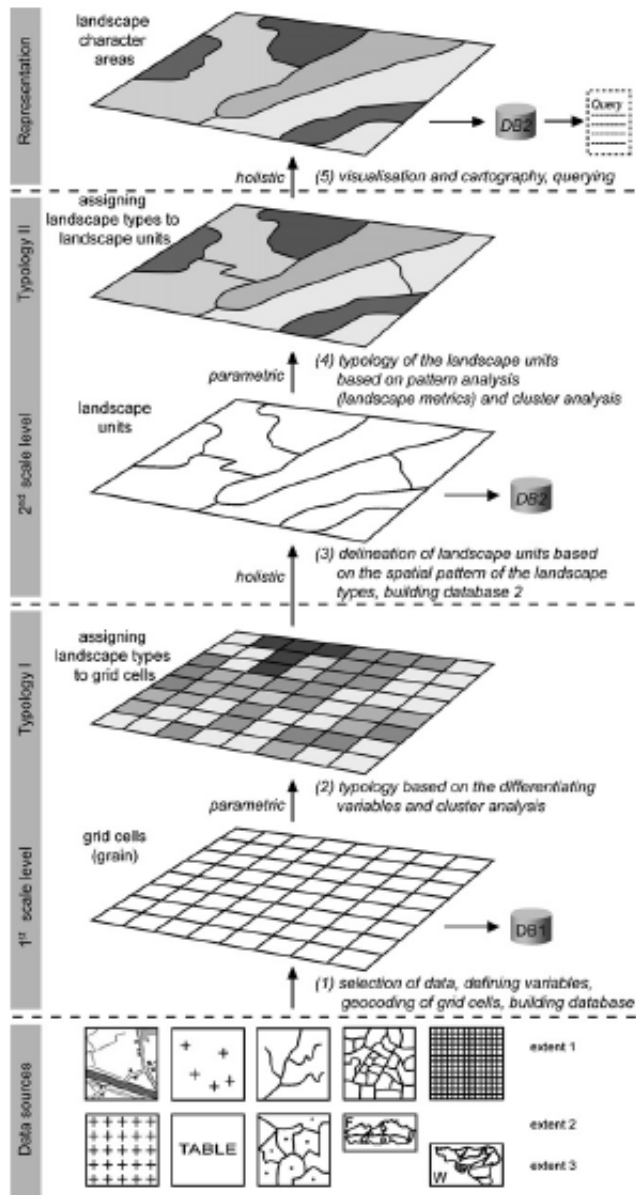 Representation
landscape
character
areas
DB2
Query
holistic
(5) visualisation and cartography, querying
Typology II
assigning
landscape types to
landscape units
parametric
(4) typology of the landscape units
based on pattern analysis
(landscape metrics) and cluster analysis
2nd scale level
landscape
units
DB2
holistic
(3) delineation of landscape units based
on the spatial pattern of the landscape
types, building database 2
Typology I
assigning
landscape types
to grid cells
parametric
(2) typology based on the differentiating
variables and cluster analysis
1st scale level
grid cells
(grain)
DB1
(1) selection of data, defining variables,
geocoding of grid cells, building database
Data sources
extent 1
TABLE
F
extent 2
W
extent 3